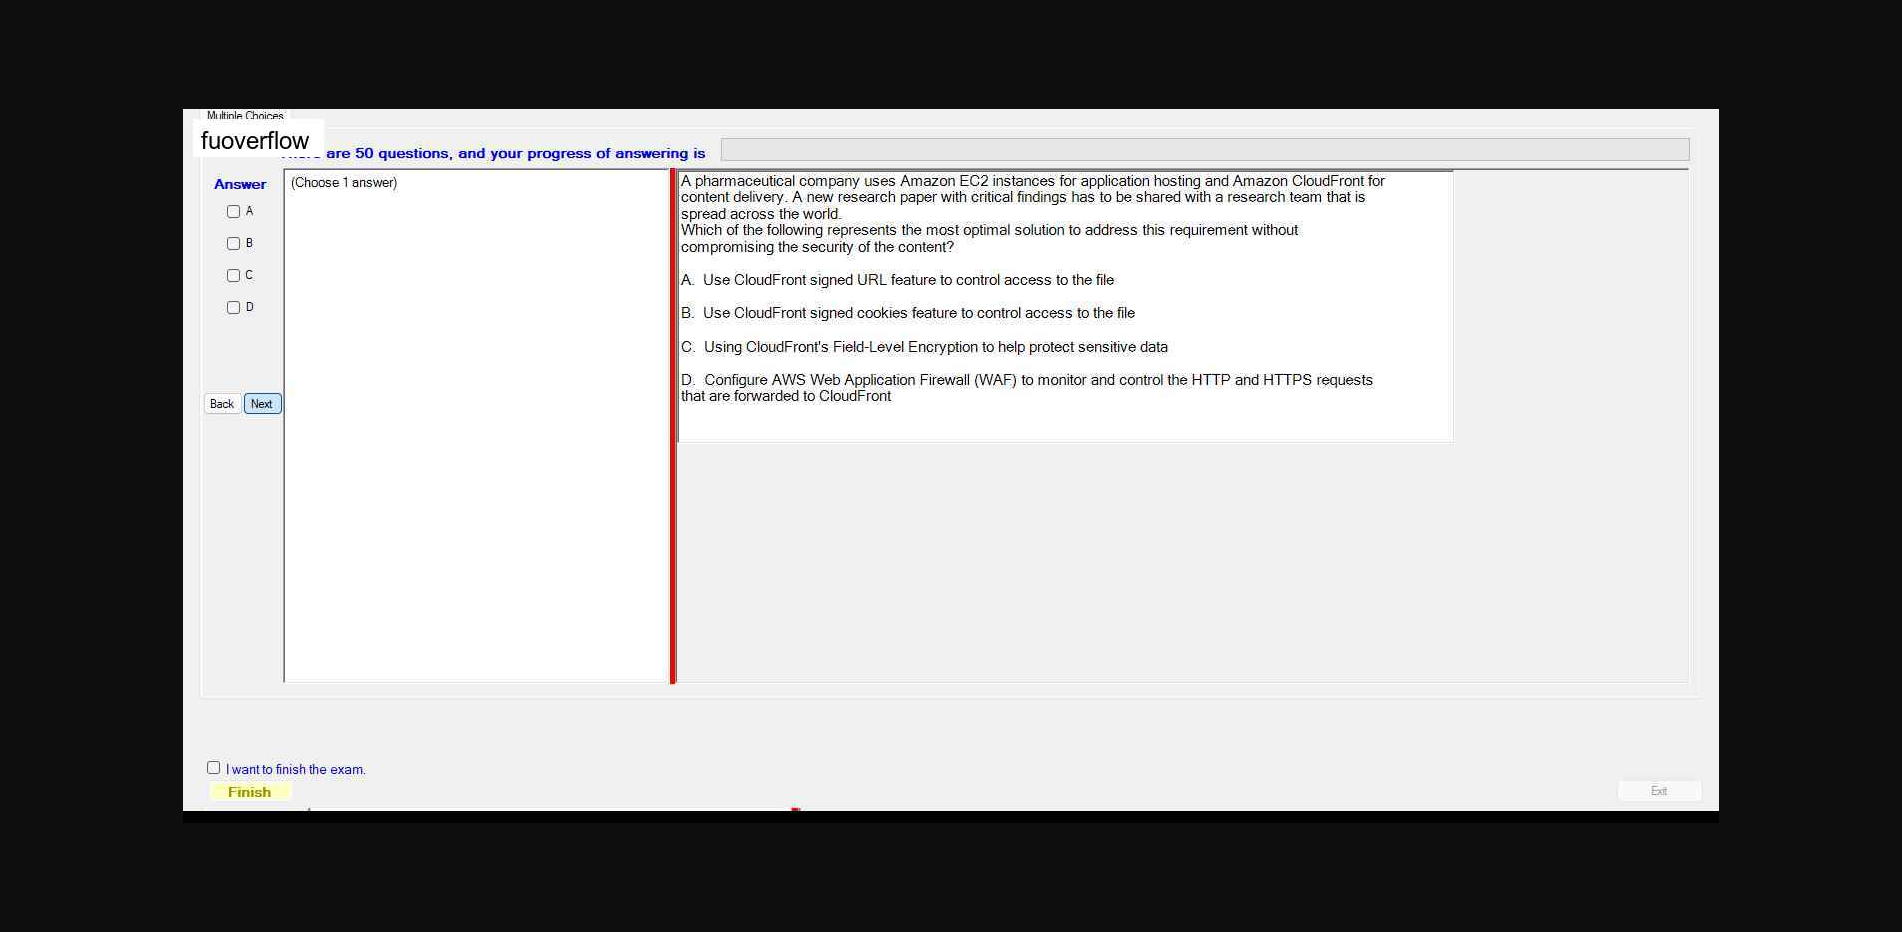 Multiple Choices
fuoverflow
are 50 questions, and your progress of answering is
Answer
(Choose 1 answer)
A
B
C
D
Back Next
A pharmaceutical company uses Amazon EC2 instances for application hosting and Amazon CloudFront for
content delivery. A new research paper with critical findings has to be shared with a research team that is
spread across the world.
Which of the following represents the most optimal solution to address this requirement without
compromising the security of the content?
A. Use CloudFront signed URL feature to control access to the file
B. Use CloudFront signed cookies feature to control access to the file
C. Using CloudFront's Field-Level Encryption to help protect sensitive data
D. Configure AWS Web Application Firewall (WAF) to monitor and control the HTTP and HTTPS requests
that are forwarded to CloudFront
I want to finish the exam.
Finish
Exit